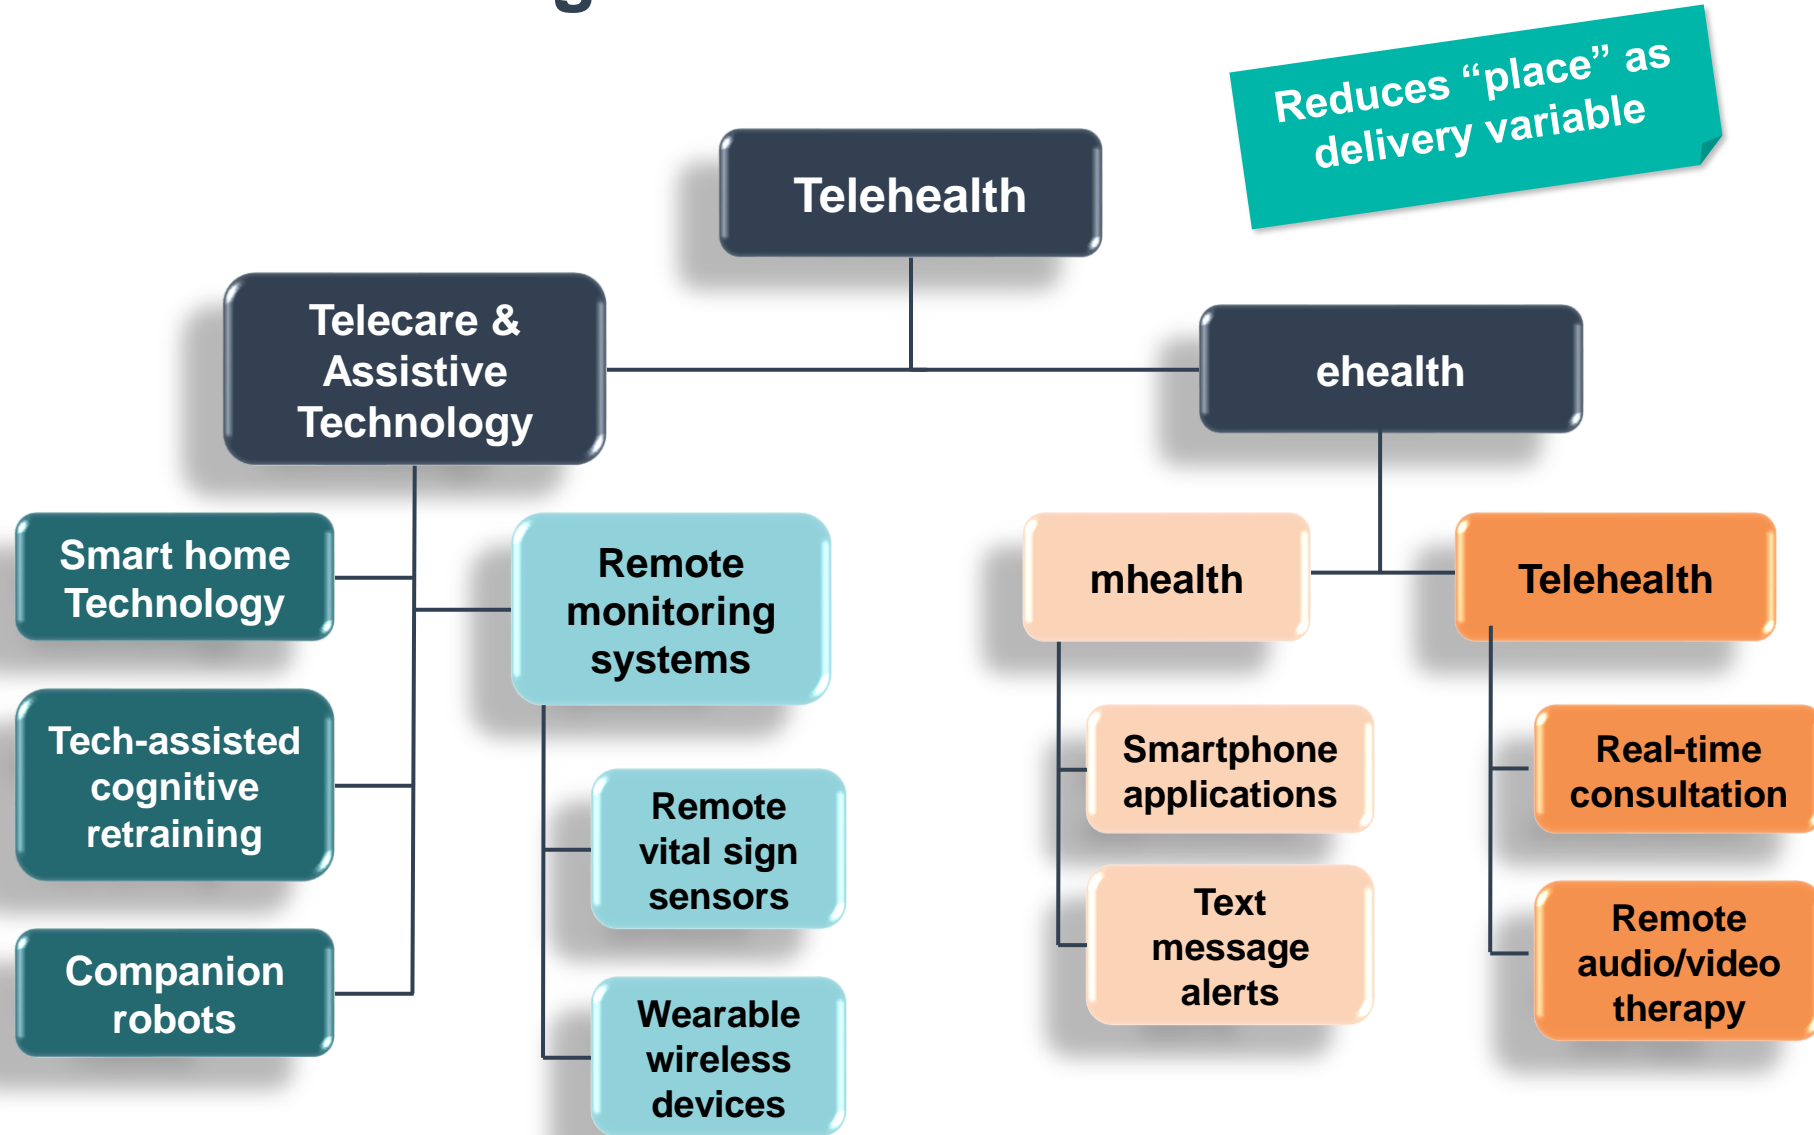 Reduces “place” as
delivery variable
Telehealth
Telecare &
Assistive
Technology
ehealth
Smart home
Technology
Remote
monitoring
systems
mhealth
Telehealth
Tech-assisted
cognitive
retraining
Smartphone
applications
Real-time
consultation
Remote
vital sign
sensors
Text
message
alerts
Remote
audio/video
therapy
Companion
robots
Wearable
wireless
devices